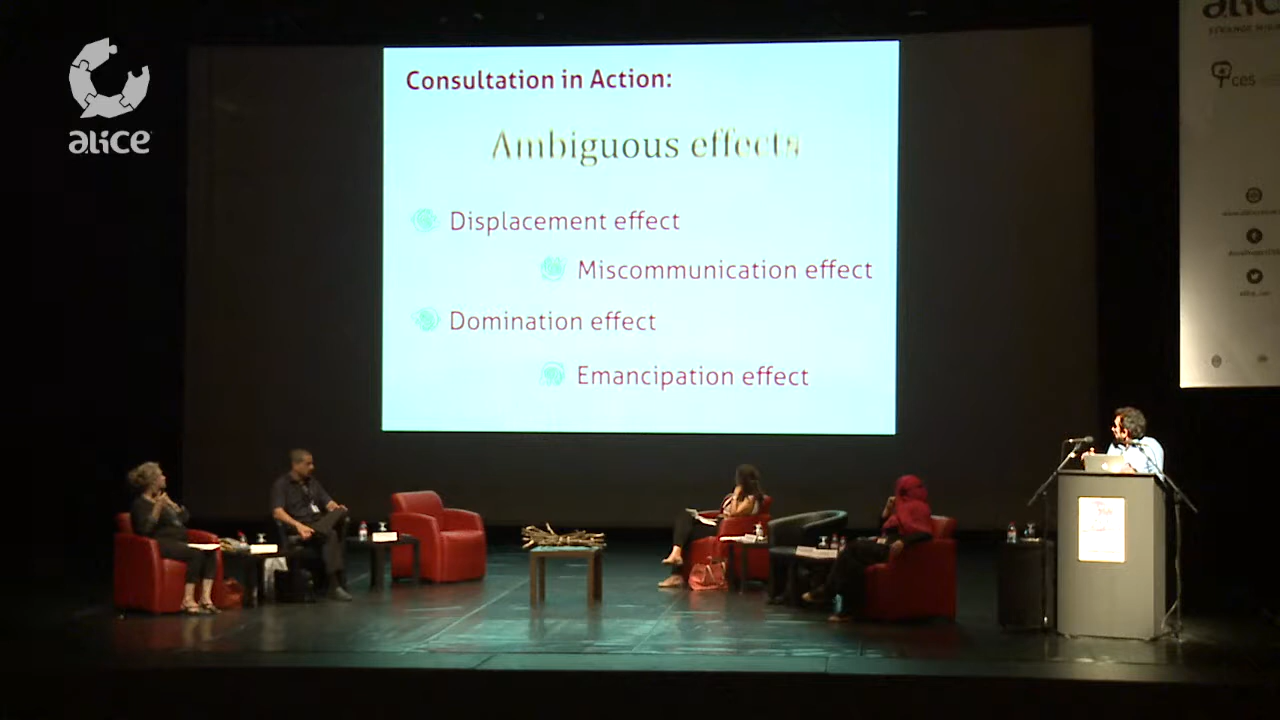 alice
Consultation in Action:
Ambiguous effects
Displacement effect
Miscommunication effect
Domination effect
Emancipation effect
alice
ces